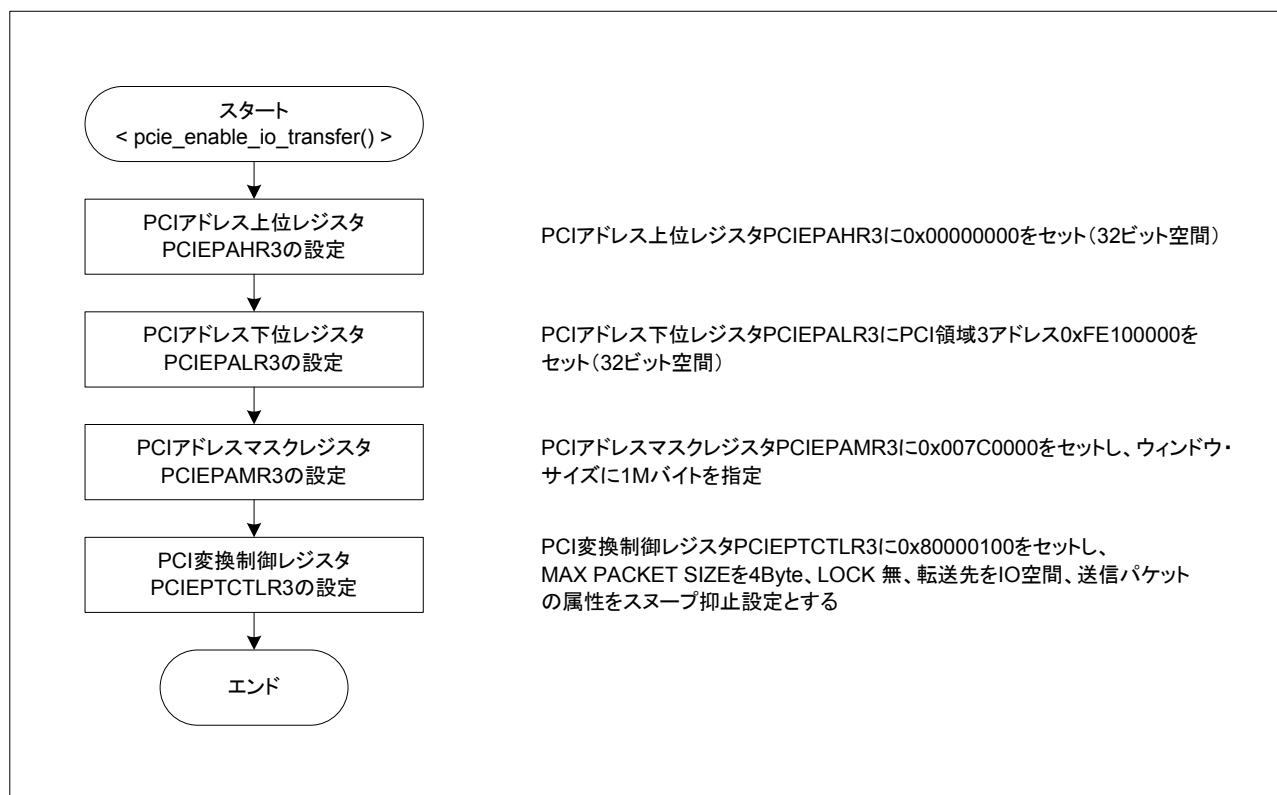 スタート
< pcie_enable_io_transfer() >
PCIアドレス上位レジスタ
PCIEPAHR3の設定
PCIアドレス上位レジスタPCIEPAHR3に0x00000000をセット(32ビット空間)
PCIアドレス下位レジスタ
PCIEPALR3の設定
PCIアドレス下位レジスタPCIEPALR3にPCI領域3アドレス0xFE100000を
セット(32ビット空間)
PCIアドレスマスクレジスタ
PCIEPAMR3の設定
PCIアドレスマスクレジスタPCIEPAMR3に0x007C0000をセットし、ウィンドウ・
サイズに1Mバイトを指定
PCI変換制御レジスタ
PCIEPTCTLR3の設定
PCI変換制御レジスタPCIEPTCTLR3に0x80000100をセットし、
MAX PACKET SIZEを4Byte、LOCK 無、転送先をIO空間、送信パケット
の属性をスヌープ抑止設定とする
エンド